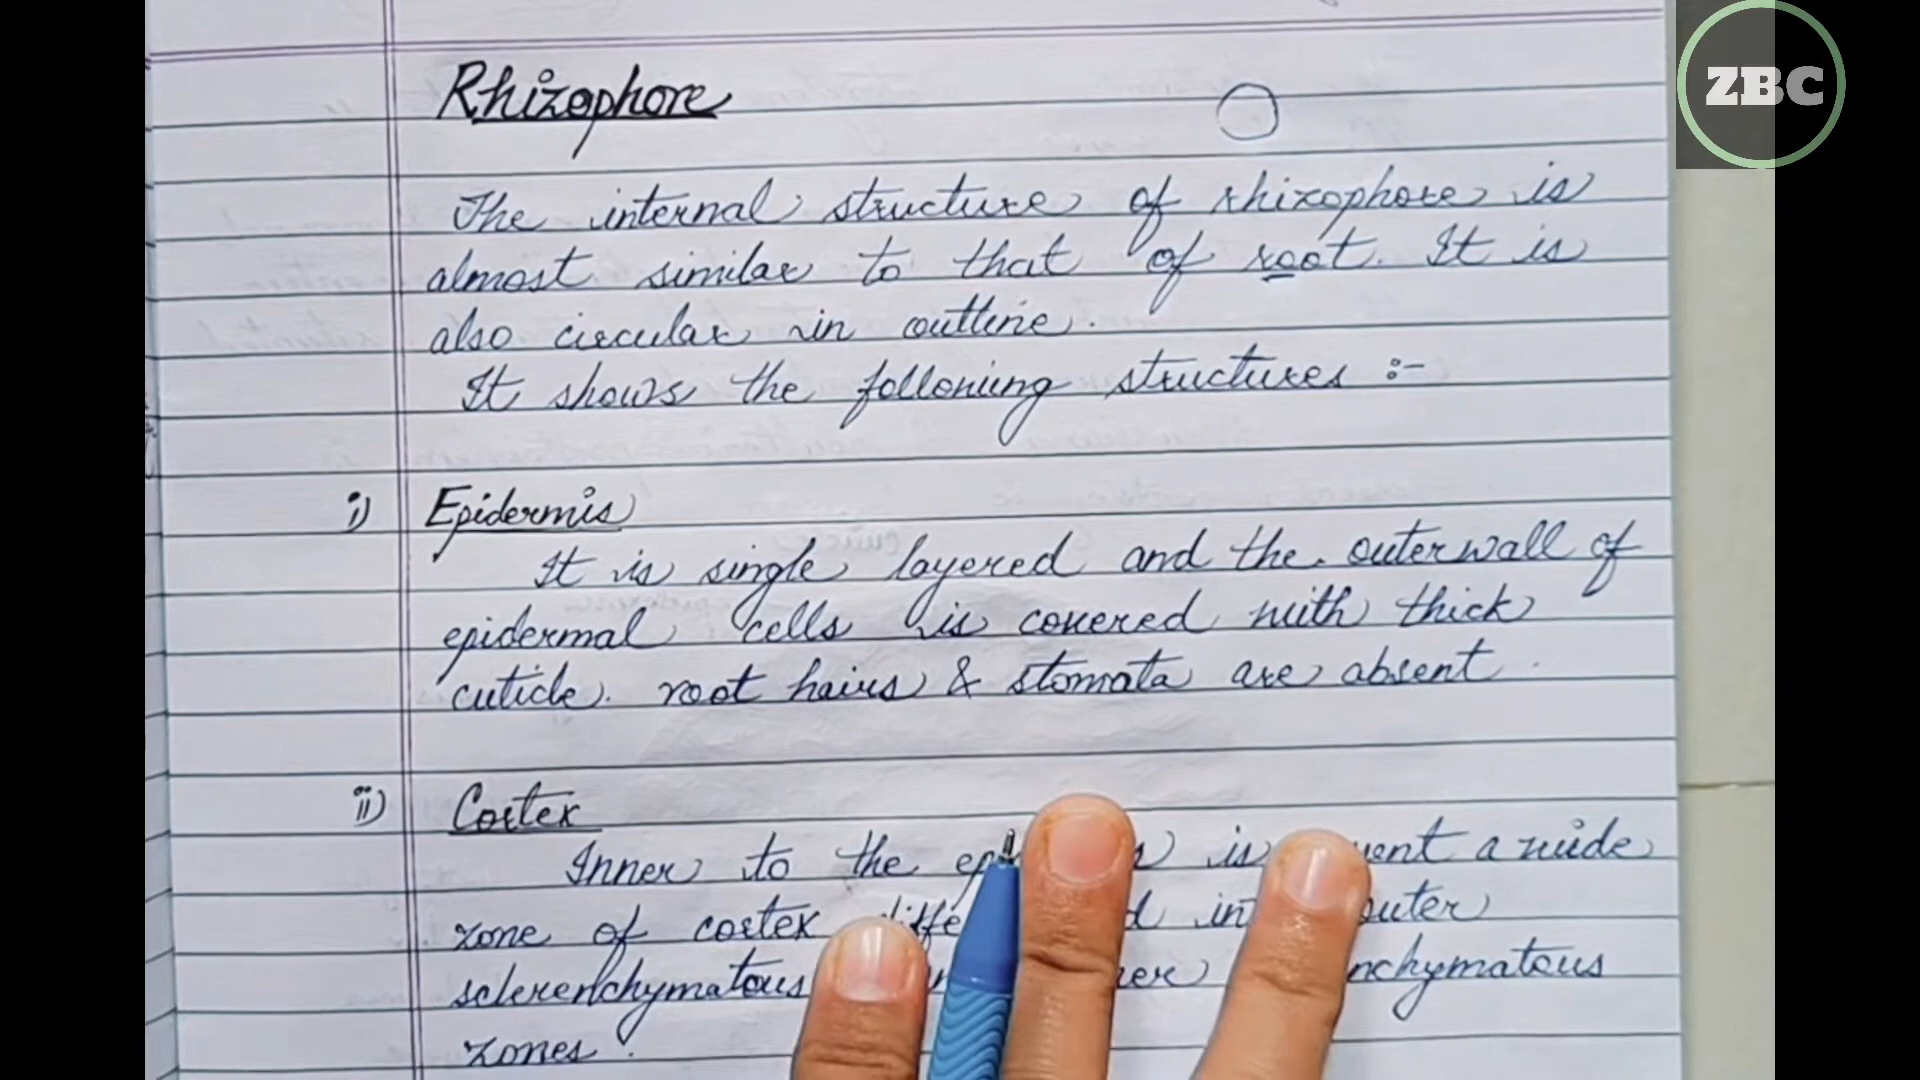 ZBC
Rhizophore
The internal structure of rhizophore is
almost similar to that of root. It is
also circular in outline.
It shows the following structures :-
i) Epidermis
It is single layered and the outerwall of
epidermal cells is covered with thick
cuticle. root hairs & stomata are absent.
ii) Cortex
Inner to the is a wide
zone of cortex outer
sclerenchymatous
zones.